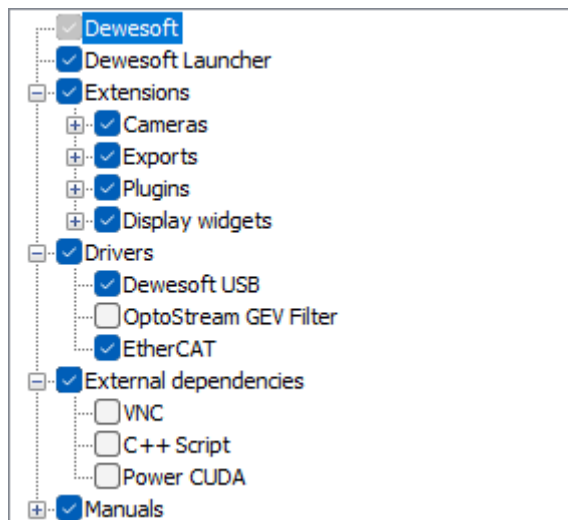 Dewesoft
Dewesoft Launcher
Extensions
Cameras
Exports
Plugins
Display widgets
Drivers
Dewesoft USB
OptoStream GEV Filter
EtherCAT
External dependencies
VNC
C++ Script
Power CUDA
Manuals